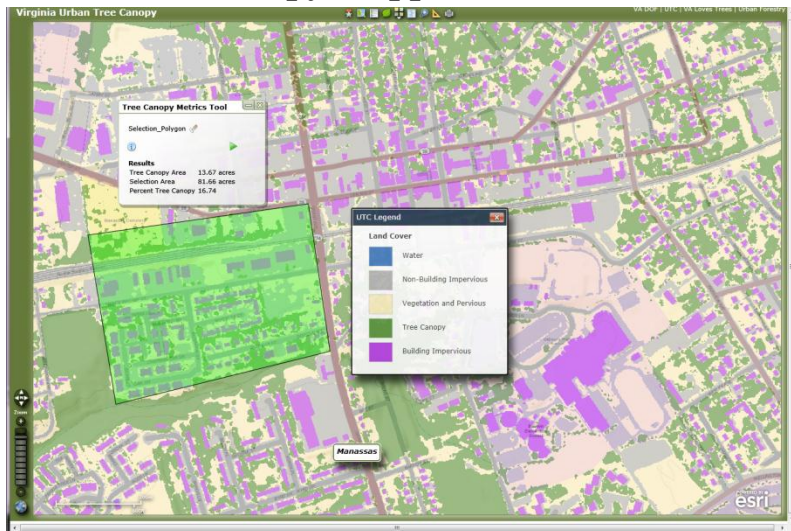 Virginia Urban Tree Canopy
VA DOF | UTC | VA Loves Trees | Urban Forestry
Tree Canopy Metrics Tool
Selection_Polygon
Results
Tree Canopy Area 13.67 acres
Selection Area 81.66 acres
Percent Tree Canopy 16.74
UTC Legend
Land Cover
Water
Non-Building Impervious
Vegetation and Pervious
Tree Canopy
Building Impervious
Zoom
Manassas
esri